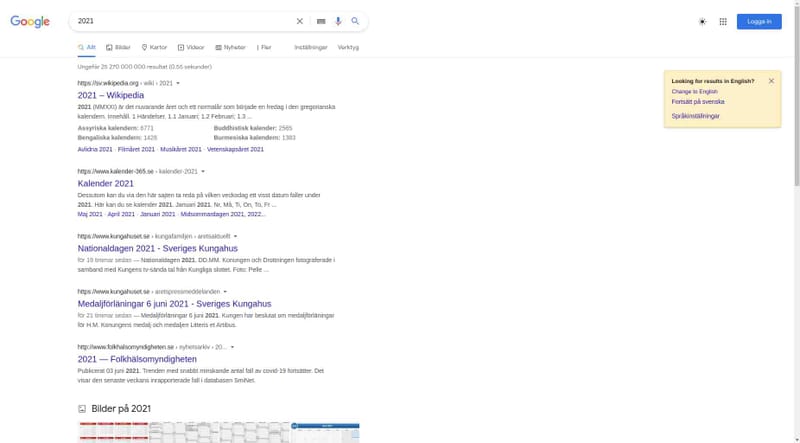 Google
2021
Logga in
Allt
Bilder
Kartor
Videor
Nyheter
Fler
Inställningar
Verktyg
Ungefär 25 270 000 000 resultat (0,55 sekunder)
Looking for results in English?
Change to English
Fortsätt på svenska
Språkinställningar
https://sv.wikipedia.org › wiki › 2021
2021 – Wikipedia
2021 (MMXXI) är det nuvarande året och ett normalår som började en fredag i den gregorianska
kalendern. Innehåll. 1 Händelser. 1.1 Januari; 1.2 Februari; 1.3 ...
Assyriska kalendern: 6771
Buddhistisk kalender: 2565
Bengaliska kalendern: 1428
Burmesiska kalendern: 1383
Avlidna 2021 · Filmåret 2021 · Musikåret 2021 · Vetenskapsåret 2021
https://www.kalender-365.se › kalender-2021
Kalender 2021
Dessutom kan du via den här sajten ta reda på vilken veckodag ett visst datum faller under
2021. Här kan du se kalender 2021. Januari 2021. Nr, Må, Ti, On, To, Fr ...
Maj 2021 · April 2021 · Januari 2021 · Midsommardagen 2021, 2022...
https://www.kungahuset.se › kungafamiljen › aretsaktuellt
Nationaldagen 2021 - Sveriges Kungahus
för 19 timmar sedan — Nationaldagen 2021. DD.MM. Konungen och Drottningen fotograferade i
samband med Kungens tv-sända tal från Kungliga slottet. Foto: Pelle ...
https://www.kungahuset.se › aretspressmeddelanden
Medaljförläningar 6 juni 2021 - Sveriges Kungahus
för 21 timmar sedan — Medaljförläningar 6 juni 2021. Kungen har beslutat om medaljförläningar
för H.M. Konungens medalj och medaljen Litteris et Artibus.
http://www.folkhalsomyndigheten.se › nyhetsarkiv › 20...
2021 — Folkhälsomyndigheten
Publicerat 03 juni 2021. Trenden med snabbt minskande antal fall av covid-19 fortsätter. Det
visar den senaste veckans inrapporterade fall i databasen SmiNet.
Bilder på 2021